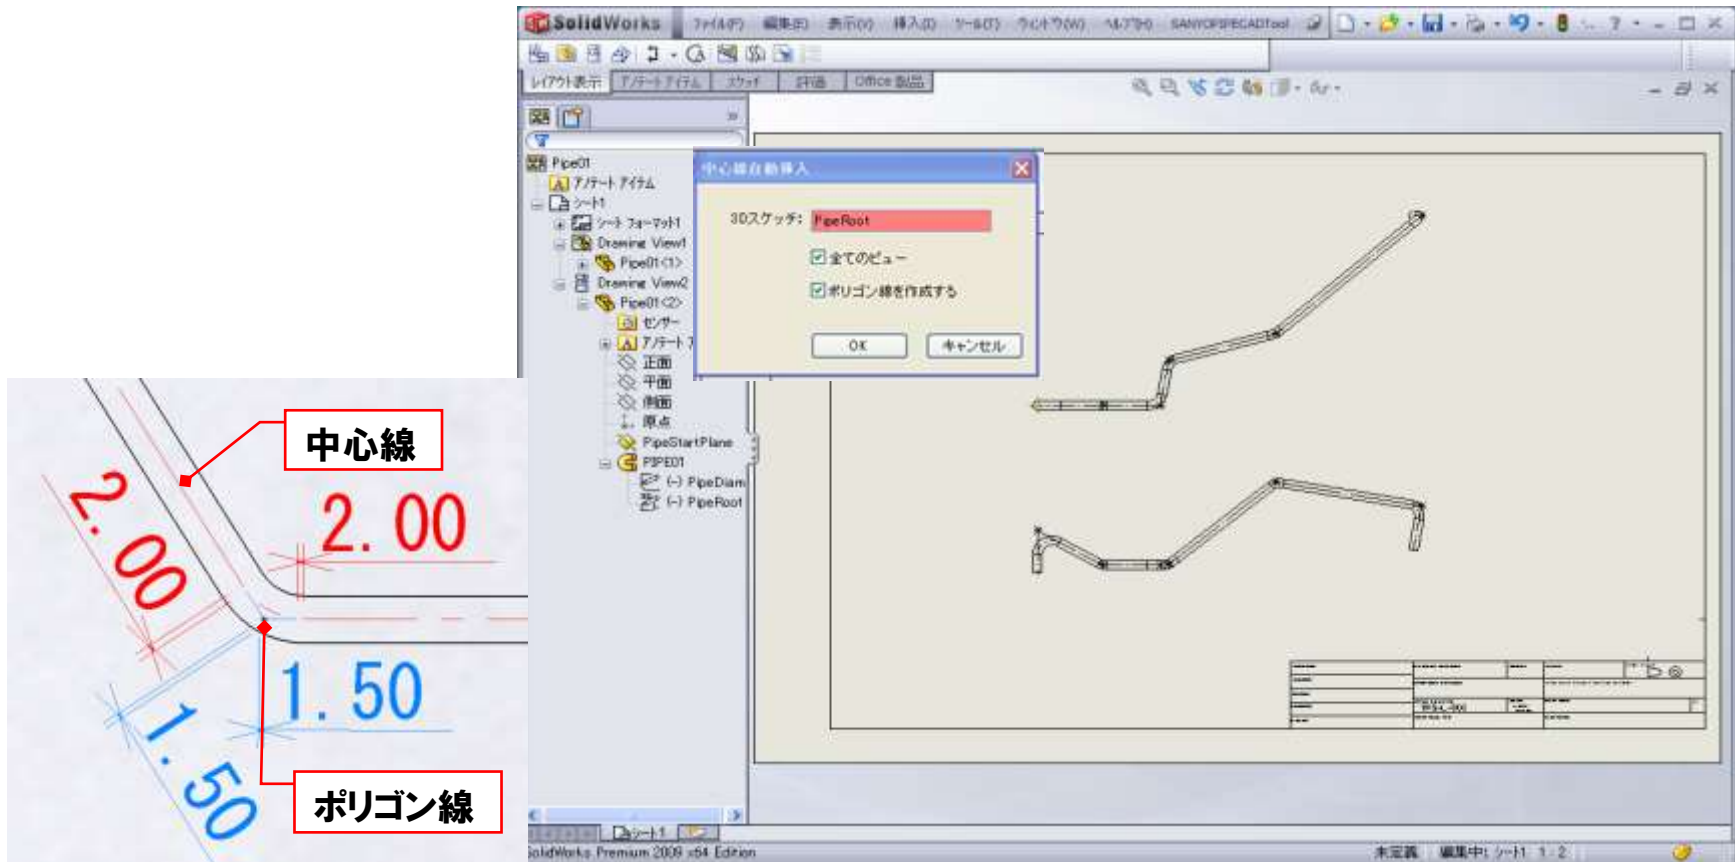 SolidWorks ファイル(F) 編集(E) 表示(V) 挿入(I) ツール(T) ウィンドウ(W) ヘルプ(H) SANYOPIPECADTool
レイアウト表示 アノテートアイテム スケッチ 評価 Office 製品
Pipe01
アノテート アイテム
シート1
シート フォーマット1
Drawing View1
Pipe01<1>
Drawing View2
Pipe01<2>
センサー
アノテート ア
正面
平面
側面
原点
PipeStartPlane
PIPE01
(-) PipeDiam
(-) PipeRoot
中心線自動挿入
3Dスケッチ: PipeRoot
全てのビュー
ポリゴン線を作成する
OK キャンセル
中心線
2.00
2.00
1.50
1.50
ポリゴン線
シート1
SolidWorks Premium 2009 x64 Edition
未定義 編集中: シート1 1:2